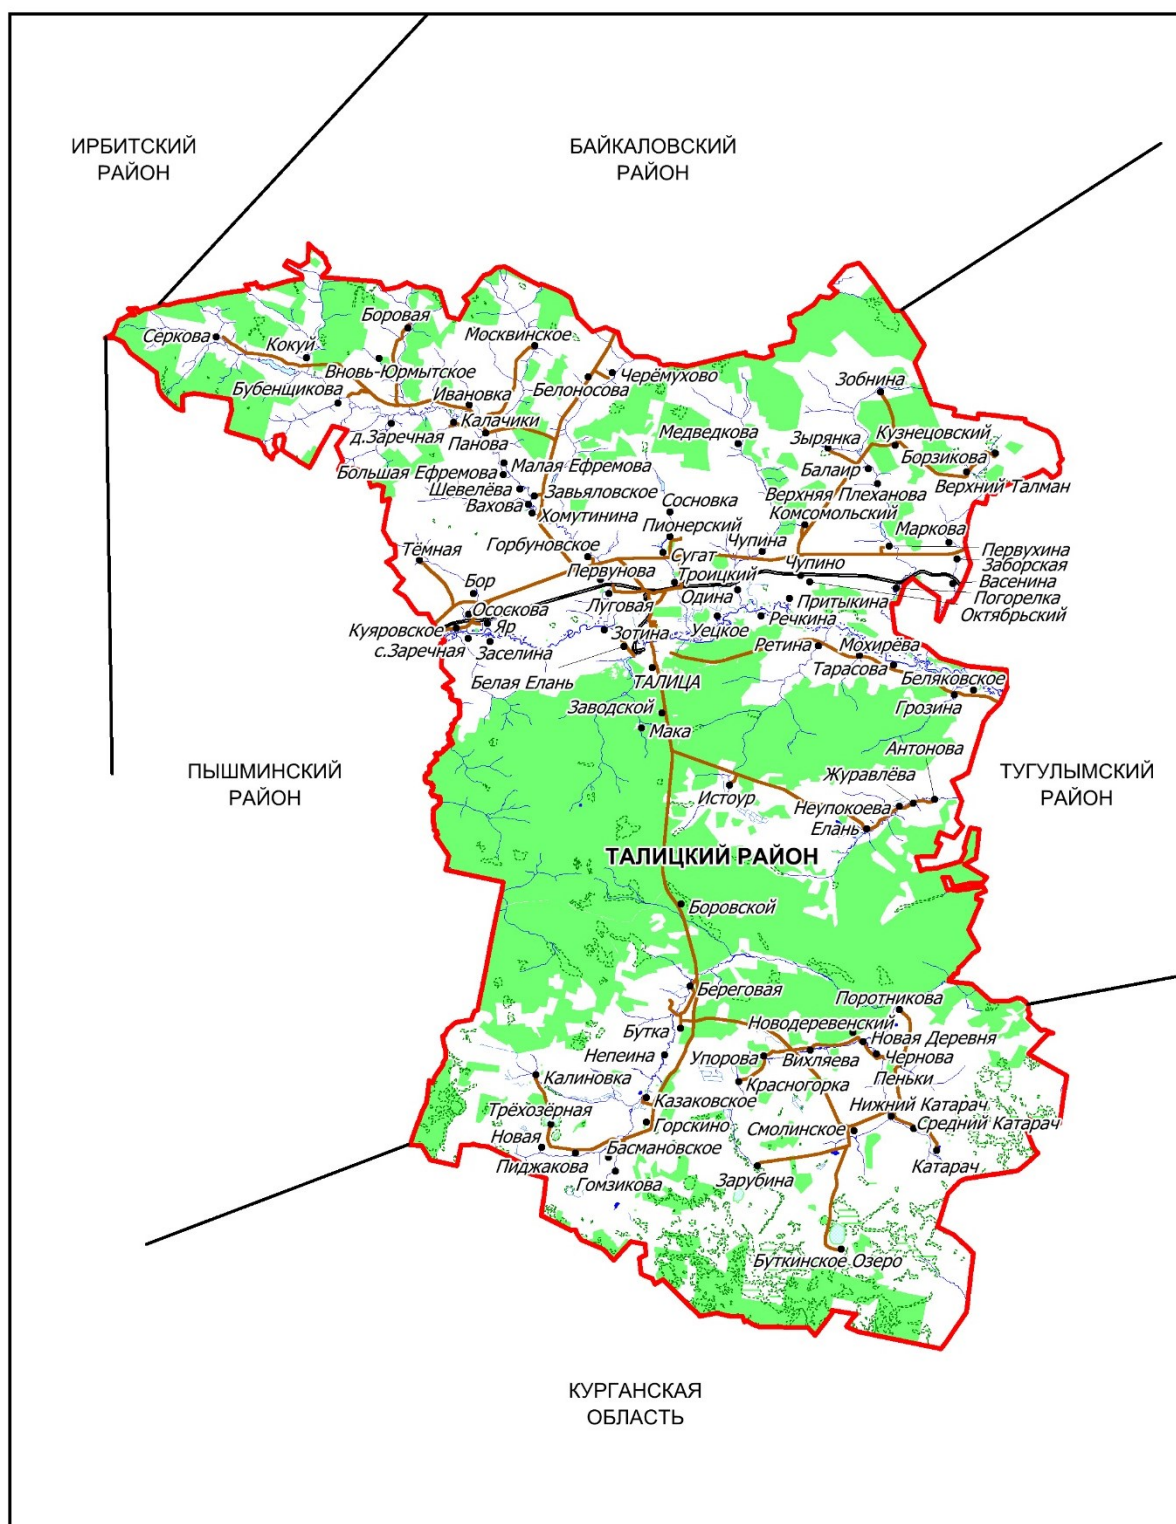 ИРБИТСКИЙ
РАЙОН
БАЙКАЛОВСКИЙ
РАЙОН
Боровая
Серкова
Кокуй
Москвинское
Вновь-Юрмытское
Черёмухово
Зобнина
Бубенщикова
Ивановка
Белоносова
Калачики
д.Заречная
Панова
Медведкова
Зырянка
Кузнецовский
Борзикова
Малая Ефремова
Большая Ефремова
Балаир
Верхний Талман
Шевелёва
Завьяловское
Верхняя
Плеханова
Вахова
Сосновка
Хомутинина
Комсомольский
Пионерский
Маркова
Тёмная
Горбуновское
Чупина
Первухина
Сугат
Заборская
Первунова
Троицкий
Чупино
Васенина
Бор
Луговая
Одина
Притыкина
Погорелка
Ососкова
Октябрьский
Яр
Куяровское
Зотина
Уецкое
Речкина
с.Заречная
Заселина
Ретина
Мохирёва
Тарасова
Беляковское
Белая Елань
ТАЛИЦА
Грозина
Заводской
Мака
Антонова
ПЫШМИНСКИЙ
РАЙОН
Журавлёва
ТУГУЛЫМСКИЙ
РАЙОН
Истоур
Неупокоева
Елань
ТАЛИЦКИЙ РАЙОН
Боровской
Береговая
Поротникова
Бутка
Новодеревенский
Новая Деревня
Непеина
Упорова
Вихляева
Чернова
Калиновка
Красногорка
Пеньки
Казаковское
Трёхозёрная
Нижний Катарач
Горскино
Смолинское
Средний Катарач
Новая
Басмановское
Катарач
Пиджакова
Гомзикова
Зарубина
Буткинское Озеро
КУРГАНСКАЯ
ОБЛАСТЬ